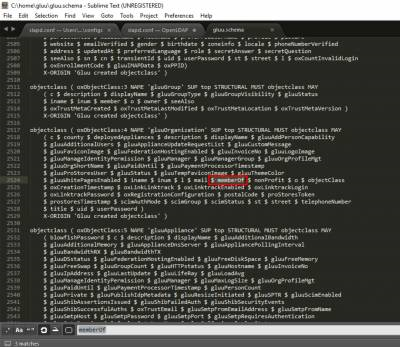 C:\home\gluu\gluu.schema - Sublime Text (UNREGISTERED)
File Edit Selection Find View Goto Tools Project Preferences Help
slapd.conf — Users\...\configs
slapd.conf — OpenLDAP
gluu.schema
2505 $ website $ emailVerified $ gender $ birthdate $ zoneinfo $ locale $ phoneNumberVerified
2506 $ address $ updatedAt $ preferredLanguage $ role $ secretAnswer $ secretQuestion
2507 $ seeAlso $ sn $ cn $ transientId $ uid $ userPassword $ st $ street $ l $ oxCountInvalidLogin
2508 $ oxEnrollmentCode $ gluuIMAPData $ oxPPID)
2509 X-ORIGIN 'Gluu created objectclass' )
2510
2511 objectclass ( oxObjectClass:3 NAME 'gluuGroup' SUP top STRUCTURAL MUST objectclass MAY
2512 ( c $ description $ displayName $ gluuGroupType $ gluuGroupVisibility $ gluuStatus
2513 $ iname $ inum $ member $ o $ owner $ seeAlso
2514 $ oxTrustMetaCreated $ oxTrustMetaLastModified $ oxTrustMetaLocation $ oxTrustMetaVersion )
2515 X-ORIGIN 'Gluu created objectclass' )
2516
2517 objectclass ( oxObjectClass:4 NAME 'gluuOrganization' SUP top STRUCTURAL MUST objectclass MAY
2518 ( c $ county $ deployedAppliances $ description $ displayName $ gluuAddPersonCapability
2519 $ gluuAdditionalUsers $ gluuApplianceUpdateRequestList $ gluuCustomMessage
2520 $ gluuFaviconImage $ gluuFederationHostingEnabled $ gluuInvoiceNo $ gluuLogoImage
2521 $ gluuManageIdentityPermission $ gluuManager $ gluuManagerGroup $ gluuOrgProfileMgt
2522 $ gluuOrgShortName $ gluuPaidUntil $ gluuPaymentProcessorTimestamp
2523 $ gluuProStoresUser $ gluuStatus $ gluuTempFaviconImage $ gluuThemeColor
2524 $ gluuWhitePagesEnabled $ iname $ inum $ l $ mail $ memberOf $ nonProfit $ o $ objectClass
2525 $ oxCreationTimestamp $ oxLinkLinktrack $ oxLinktrackEnabled $ oxLinktrackLogin
2526 $ oxLinktrackPassword $ oxRegistrationConfiguration $ postalCode $ proStoresToken
2527 $ prostoresTimestamp $ scimAuthMode $ scimGroup $ scimStatus $ st $ street $ telephoneNumber
2528 $ title $ uid $ userPassword )
2529 X-ORIGIN 'Gluu created objectclass' )
2530
2531 objectclass ( oxObjectClass:5 NAME 'gluuAppliance' SUP top STRUCTURAL MUST objectclass MAY
2532 ( blowfishPassword $ c $ description $ displayName $ gluuAdditionalBandwidth
2533 $ gluuAdditionalMemory $ gluuApplianceDnsServer $ gluuAppliancePollingInterval
2534 $ gluuBandwidthRX $ gluuBandwidthTX
2535 $ gluuDSstatus $ gluuFederationHostingEnabled $ gluuFreeDiskSpace $ gluuFreeMemory
2536 $ gluuFreeSwap $ gluuGroupCount $ gluuHTTPstatus $ gluuHostname $ gluuInvoiceNo
2537 $ gluuIpAddress $ gluuLastUpdate $ gluuLifeRay $ gluuLoadAvg
2538 $ gluuManageIdentityPermission $ gluuManager $ gluuMaxLogSize $ gluuOrgProfileMgt
2539 $ gluuPaidUntil $ gluuPaymentProcessorTimestamp $ gluuPersonCount
2540 $ gluuPrivate $ gluuPublishIdpMetadata $ gluuResizeInitiated $ gluuSPTR $ gluuScimEnabled
2541 $ gluuShibAssertionsIssued $ gluuShibFailedAuth $ gluuShibSecurityEvents
2542 $ gluuShibSuccessfulAuths $ oxTrustEmail $ gluuSmtpFromEmailAddress $ gluuSmtpFromName
2543 $ gluuSmtpHost $ gluuSmtpPassword $ gluuSmtpPort $ gluuSmtpRequiresAuthentication
memberOf
3 matches